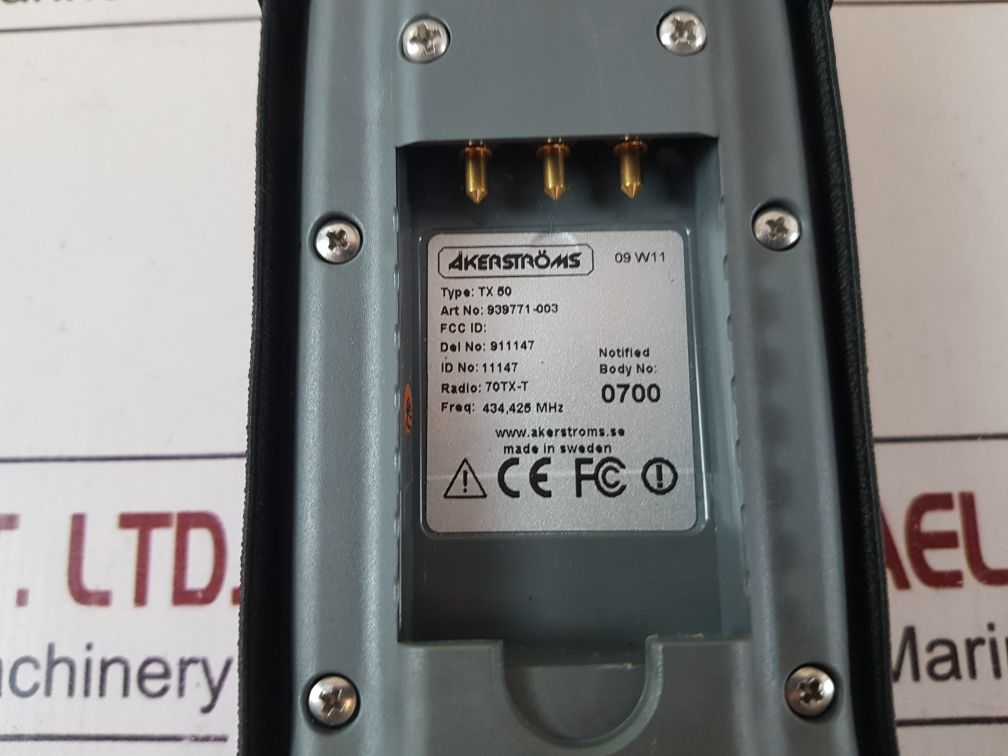 ÅKERSTRÖMS 09 W11
Type: TX 50
Art No: 939771-003
FCC ID:
Del No: 911147
ID No: 11147
Radio: 70TX-T
Freq: 434,425 MHz
Notified
Body No:
0700
www.akerstroms.se
made in sweden
CE FC
T. LTD.
AEL
achinery
Mari